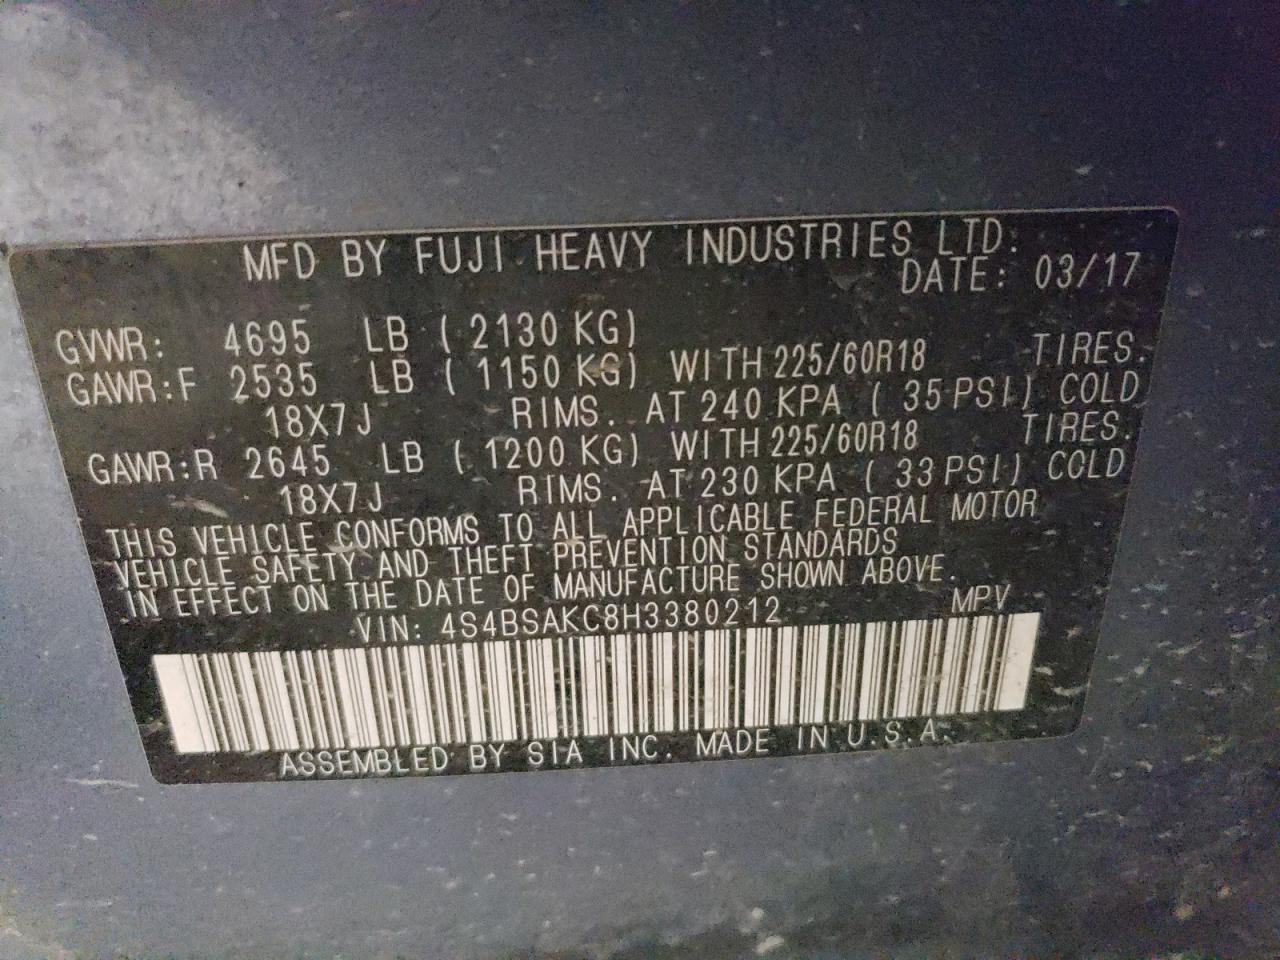 MFD BY FUJI HEAVY INDUSTRIES LTD.
DATE: 03/17
GVWR: 4695 LB ( 2130 KG)
GAWR:F 2535 LB ( 1150 KG) WITH 225/60R18 TIRES.
18X7J RIMS. AT 240 KPA ( 35 PSI) COLD
GAWR:R 2645 LB ( 1200 KG) WITH 225/60R18 TIRES.
18X7J RIMS. AT 230 KPA ( 33 PSI) COLD
THIS VEHICLE CONFORMS TO ALL APPLICABLE FEDERAL MOTOR
VEHICLE SAFETY AND THEFT PREVENTION STANDARDS
IN EFFECT ON THE DATE OF MANUFACTURE SHOWN ABOVE.
VIN: 4S4BSAKC8H3380212 MPV
ASSEMBLED BY SIA INC. MADE IN U.S.A.